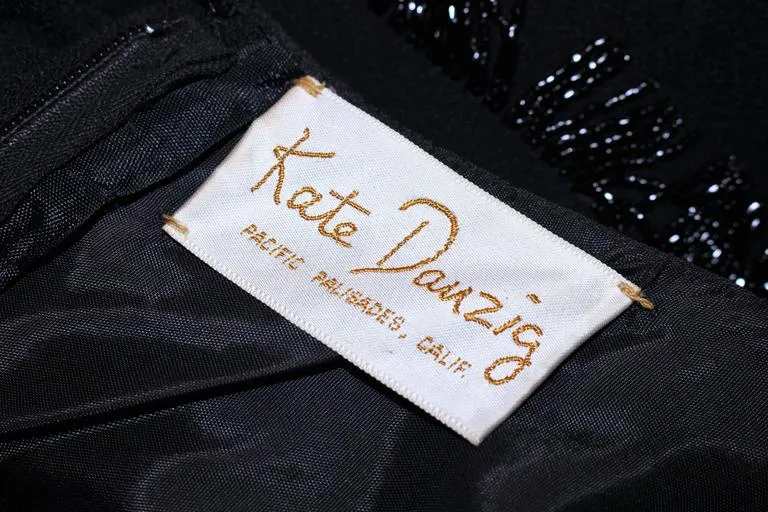 Kate Danzig
PACIFIC PALISADES, CALIF.